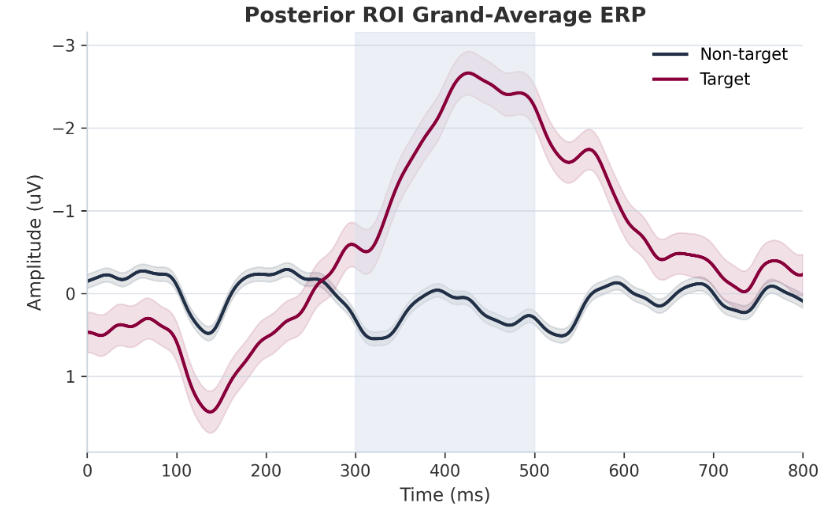 Posterior ROI Grand-Average ERP
Non-target
Target
Amplitude (uV)
−3
−2
−1
0
1
0 100 200 300 400 500 600 700 800
Time (ms)